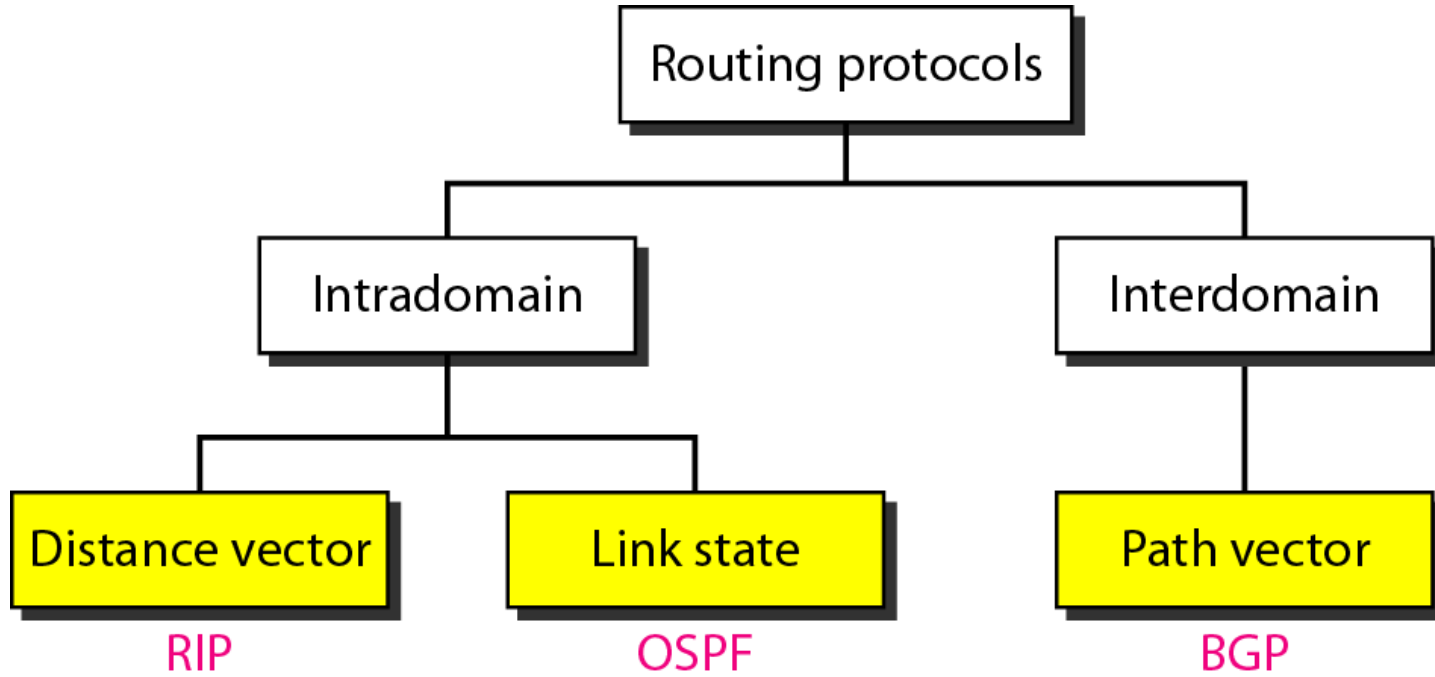 Routing protocols
Intradomain
Interdomain
Distance vector
Link state
Path vector
RIP
OSPF
BGP